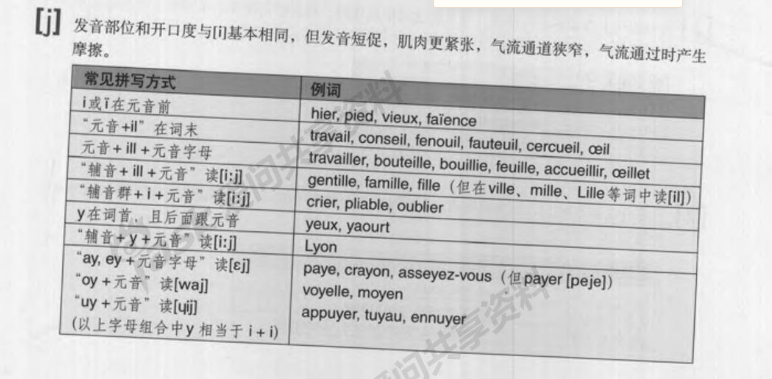 [j] 发音部位和开口度与[i]基本相同，但发音短促，肌肉更紧张，气流通道狭窄，气流通过时产生
摩擦。
常见拼写方式 例词
i或ï在元音前 hier, pied, vieux, faïence
“元音+il”在词末 travail, conseil, fenouil, fauteuil, cercueil, œil
元音+ill+元音字母 travailler, bouteille, bouillie, feuille, accueillir, œillet
“辅音+ill+元音”读[i:j] gentille, famille, fille（但在ville、mille、Lille等词中读[il]）
“辅音群+i+元音”读[i:j] crier, pliable, oublier
y在词首，且后面跟元音 yeux, yaourt
“辅音+y+元音”读[i:j] Lyon
“ay, ey+元音字母”读[εj] paye, crayon, asseyez-vous（但payer [peje]）
“oy+元音”读[waj] voyelle, moyen
“uy+元音”读[ɥij] appuyer, tuyau, ennuyer
(以上字母组合中y 相当于 i+i)